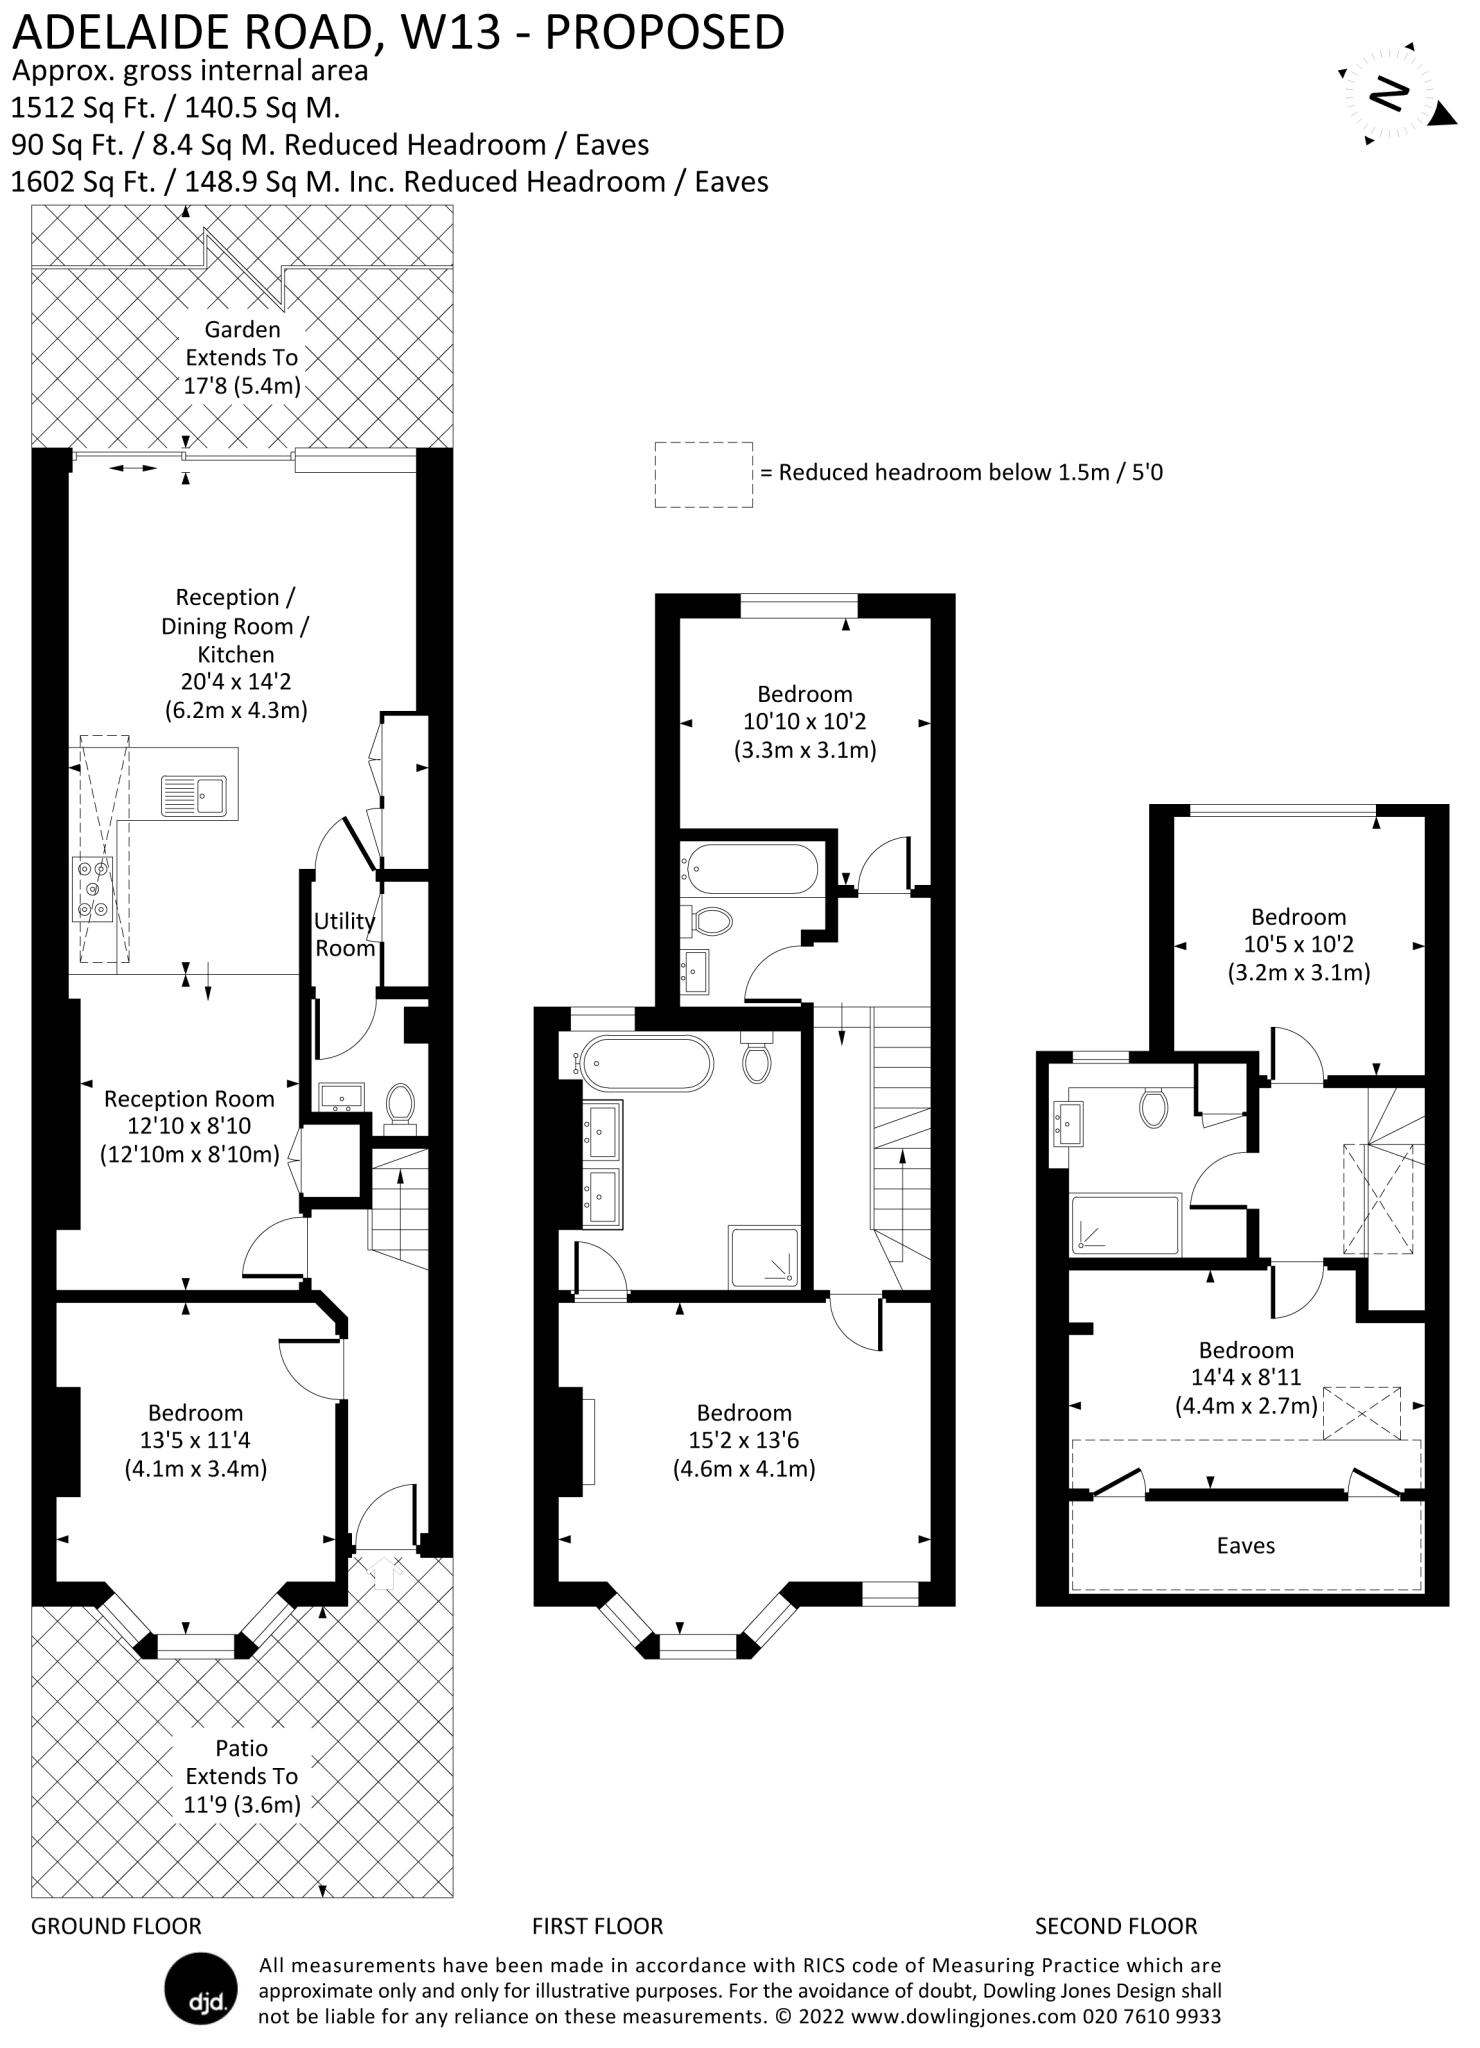 ADELAIDE ROAD, W13 - PROPOSED
Approx. gross internal area
1512 Sq Ft. / 140.5 Sq M.
90 Sq Ft. / 8.4 Sq M. Reduced Headroom / Eaves
1602 Sq Ft. / 148.9 Sq M. Inc. Reduced Headroom / Eaves
N
Garden
Extends To
17'8 (5.4m)
= Reduced headroom below 1.5m / 5'0
Reception /
Dining Room /
Kitchen
20'4 x 14'2
(6.2m x 4.3m)
Utility
Room
Reception Room
12'10 x 8'10
(12'10m x 8'10m)
Bedroom
13'5 x 11'4
(4.1m x 3.4m)
Patio
Extends To
11'9 (3.6m)
GROUND FLOOR
Bedroom
10'10 x 10'2
(3.3m x 3.1m)
Bedroom
15'2 x 13'6
(4.6m x 4.1m)
FIRST FLOOR
Bedroom
10'5 x 10'2
(3.2m x 3.1m)
Bedroom
14'4 x 8'11
(4.4m x 2.7m)
Eaves
SECOND FLOOR
djd.
All measurements have been made in accordance with RICS code of Measuring Practice which are
approximate only and only for illustrative purposes. For the avoidance of doubt, Dowling Jones Design shall
not be liable for any reliance on these measurements. © 2022 www.dowlingjones.com 020 7610 9933